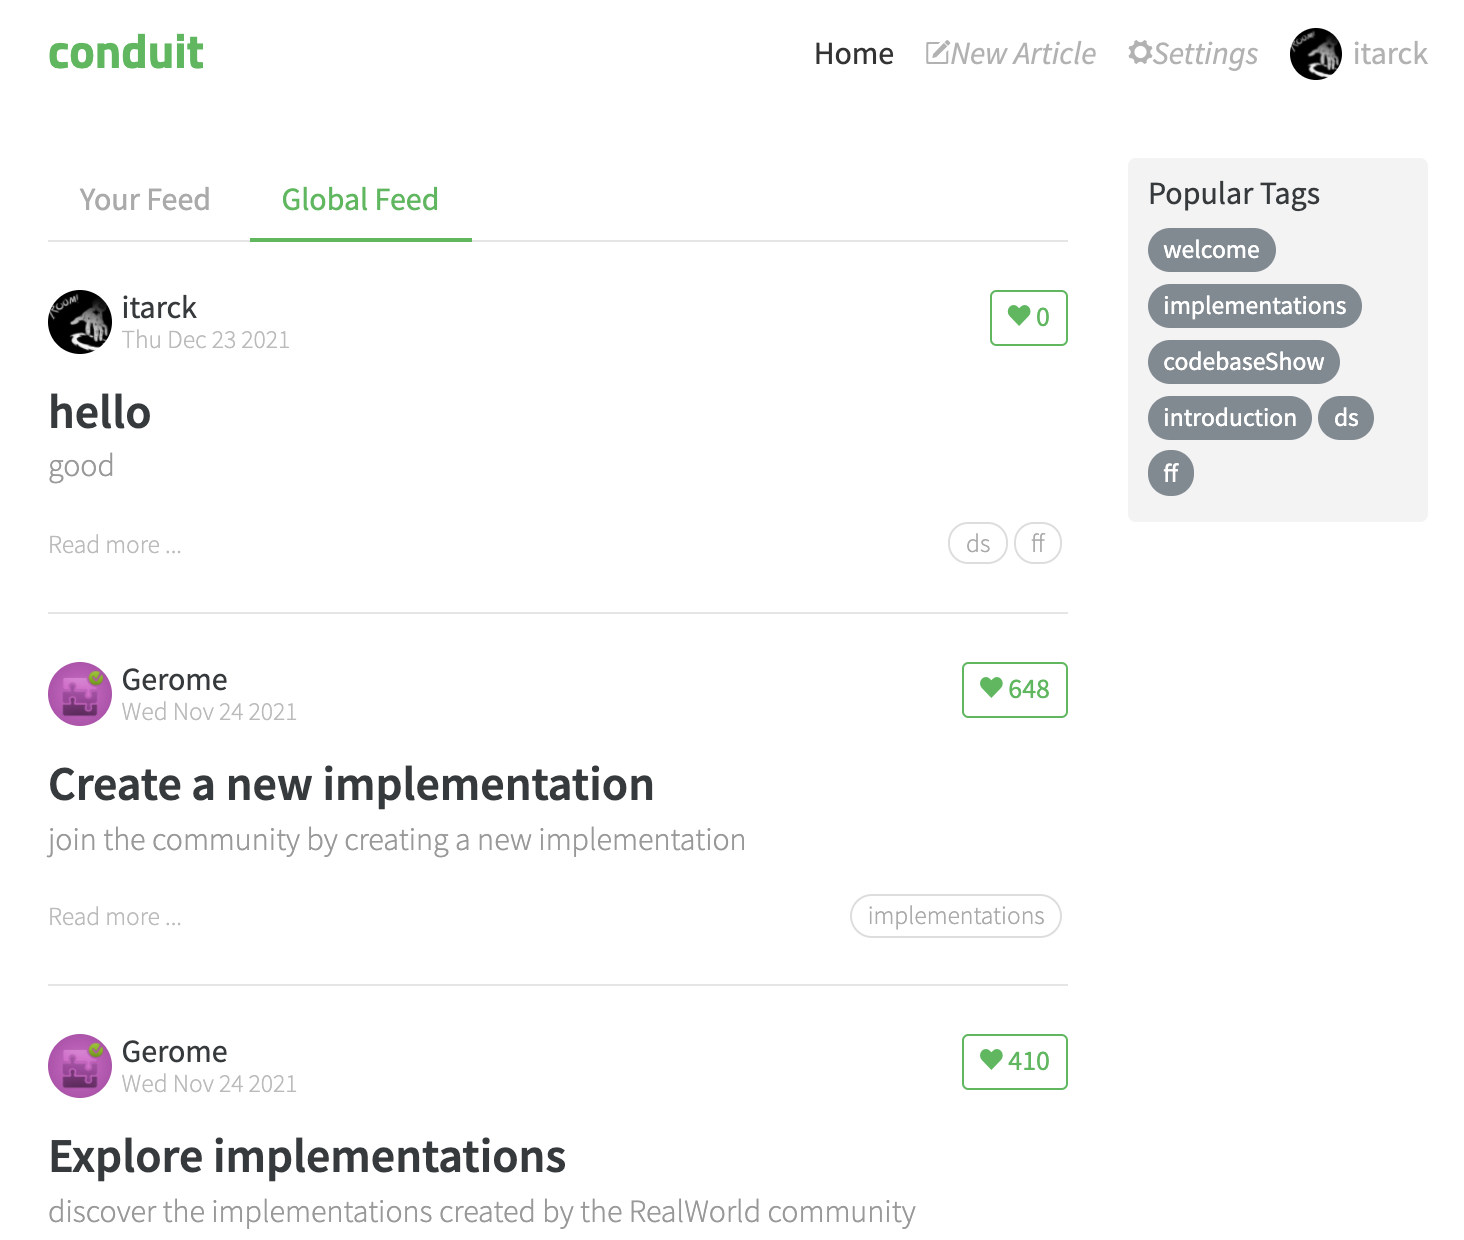 conduit
Home New Article Settings itarck
Your Feed Global Feed
itarck
Thu Dec 23 2021
0
hello
good
Read more ...
ds ff
Gerome
Wed Nov 24 2021
648
Create a new implementation
join the community by creating a new implementation
Read more ...
implementations
Gerome
Wed Nov 24 2021
410
Explore implementations
discover the implementations created by the RealWorld community
Popular Tags
welcome
implementations
codebaseShow
introduction ds
ff